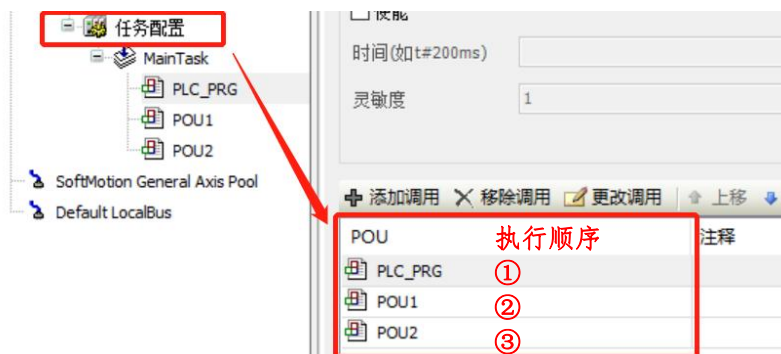 任务配置
MainTask
PLC_PRG
POU1
POU2
SoftMotion General Axis Pool
Default LocalBus
使能
时间(如t#200ms)
灵敏度
1
添加调用 移除调用 更改调用 上移
POU 执行顺序 注释
PLC_PRG ①
POU1 ②
POU2 ③